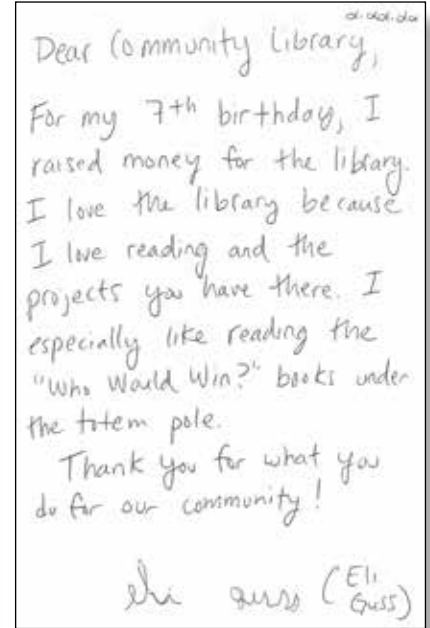 Dear Community Library,
For my 7th birthday, I
raised money for the library.
I love the library because
I love reading and the
projects you have there. I
especially like reading the
"Who Would Win?" books under
the totem pole.
Thank you for what you
do for our community!
eli guss (Eli
Guss)